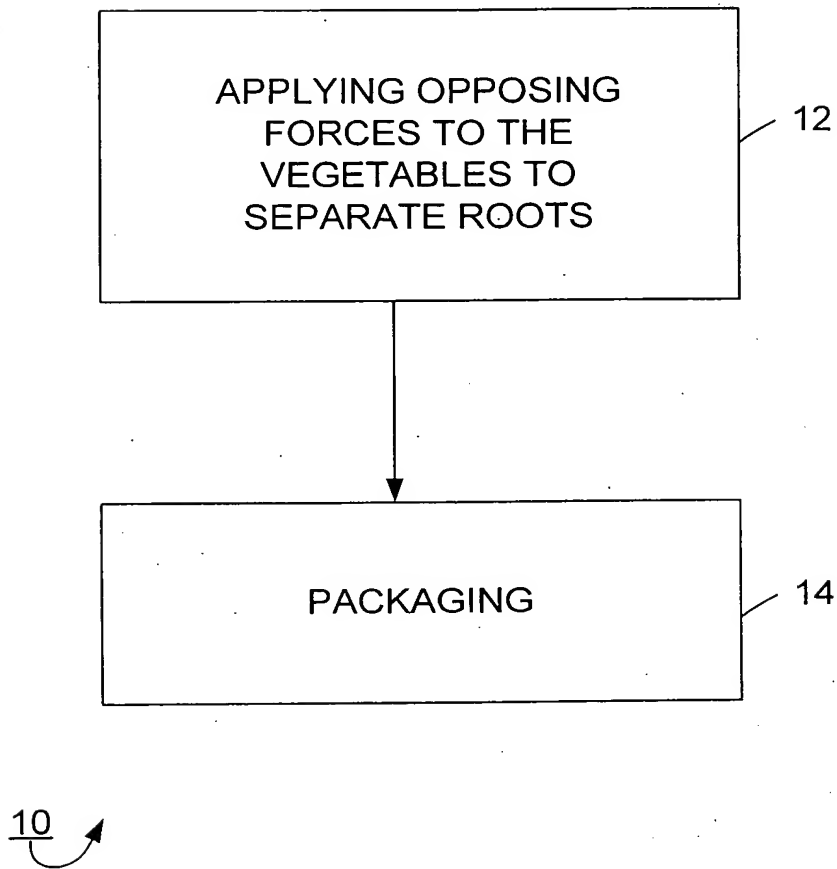 APPLYING OPPOSING
FORCES TO THE
VEGETABLES TO
SEPARATE ROOTS
12
PACKAGING
14
10